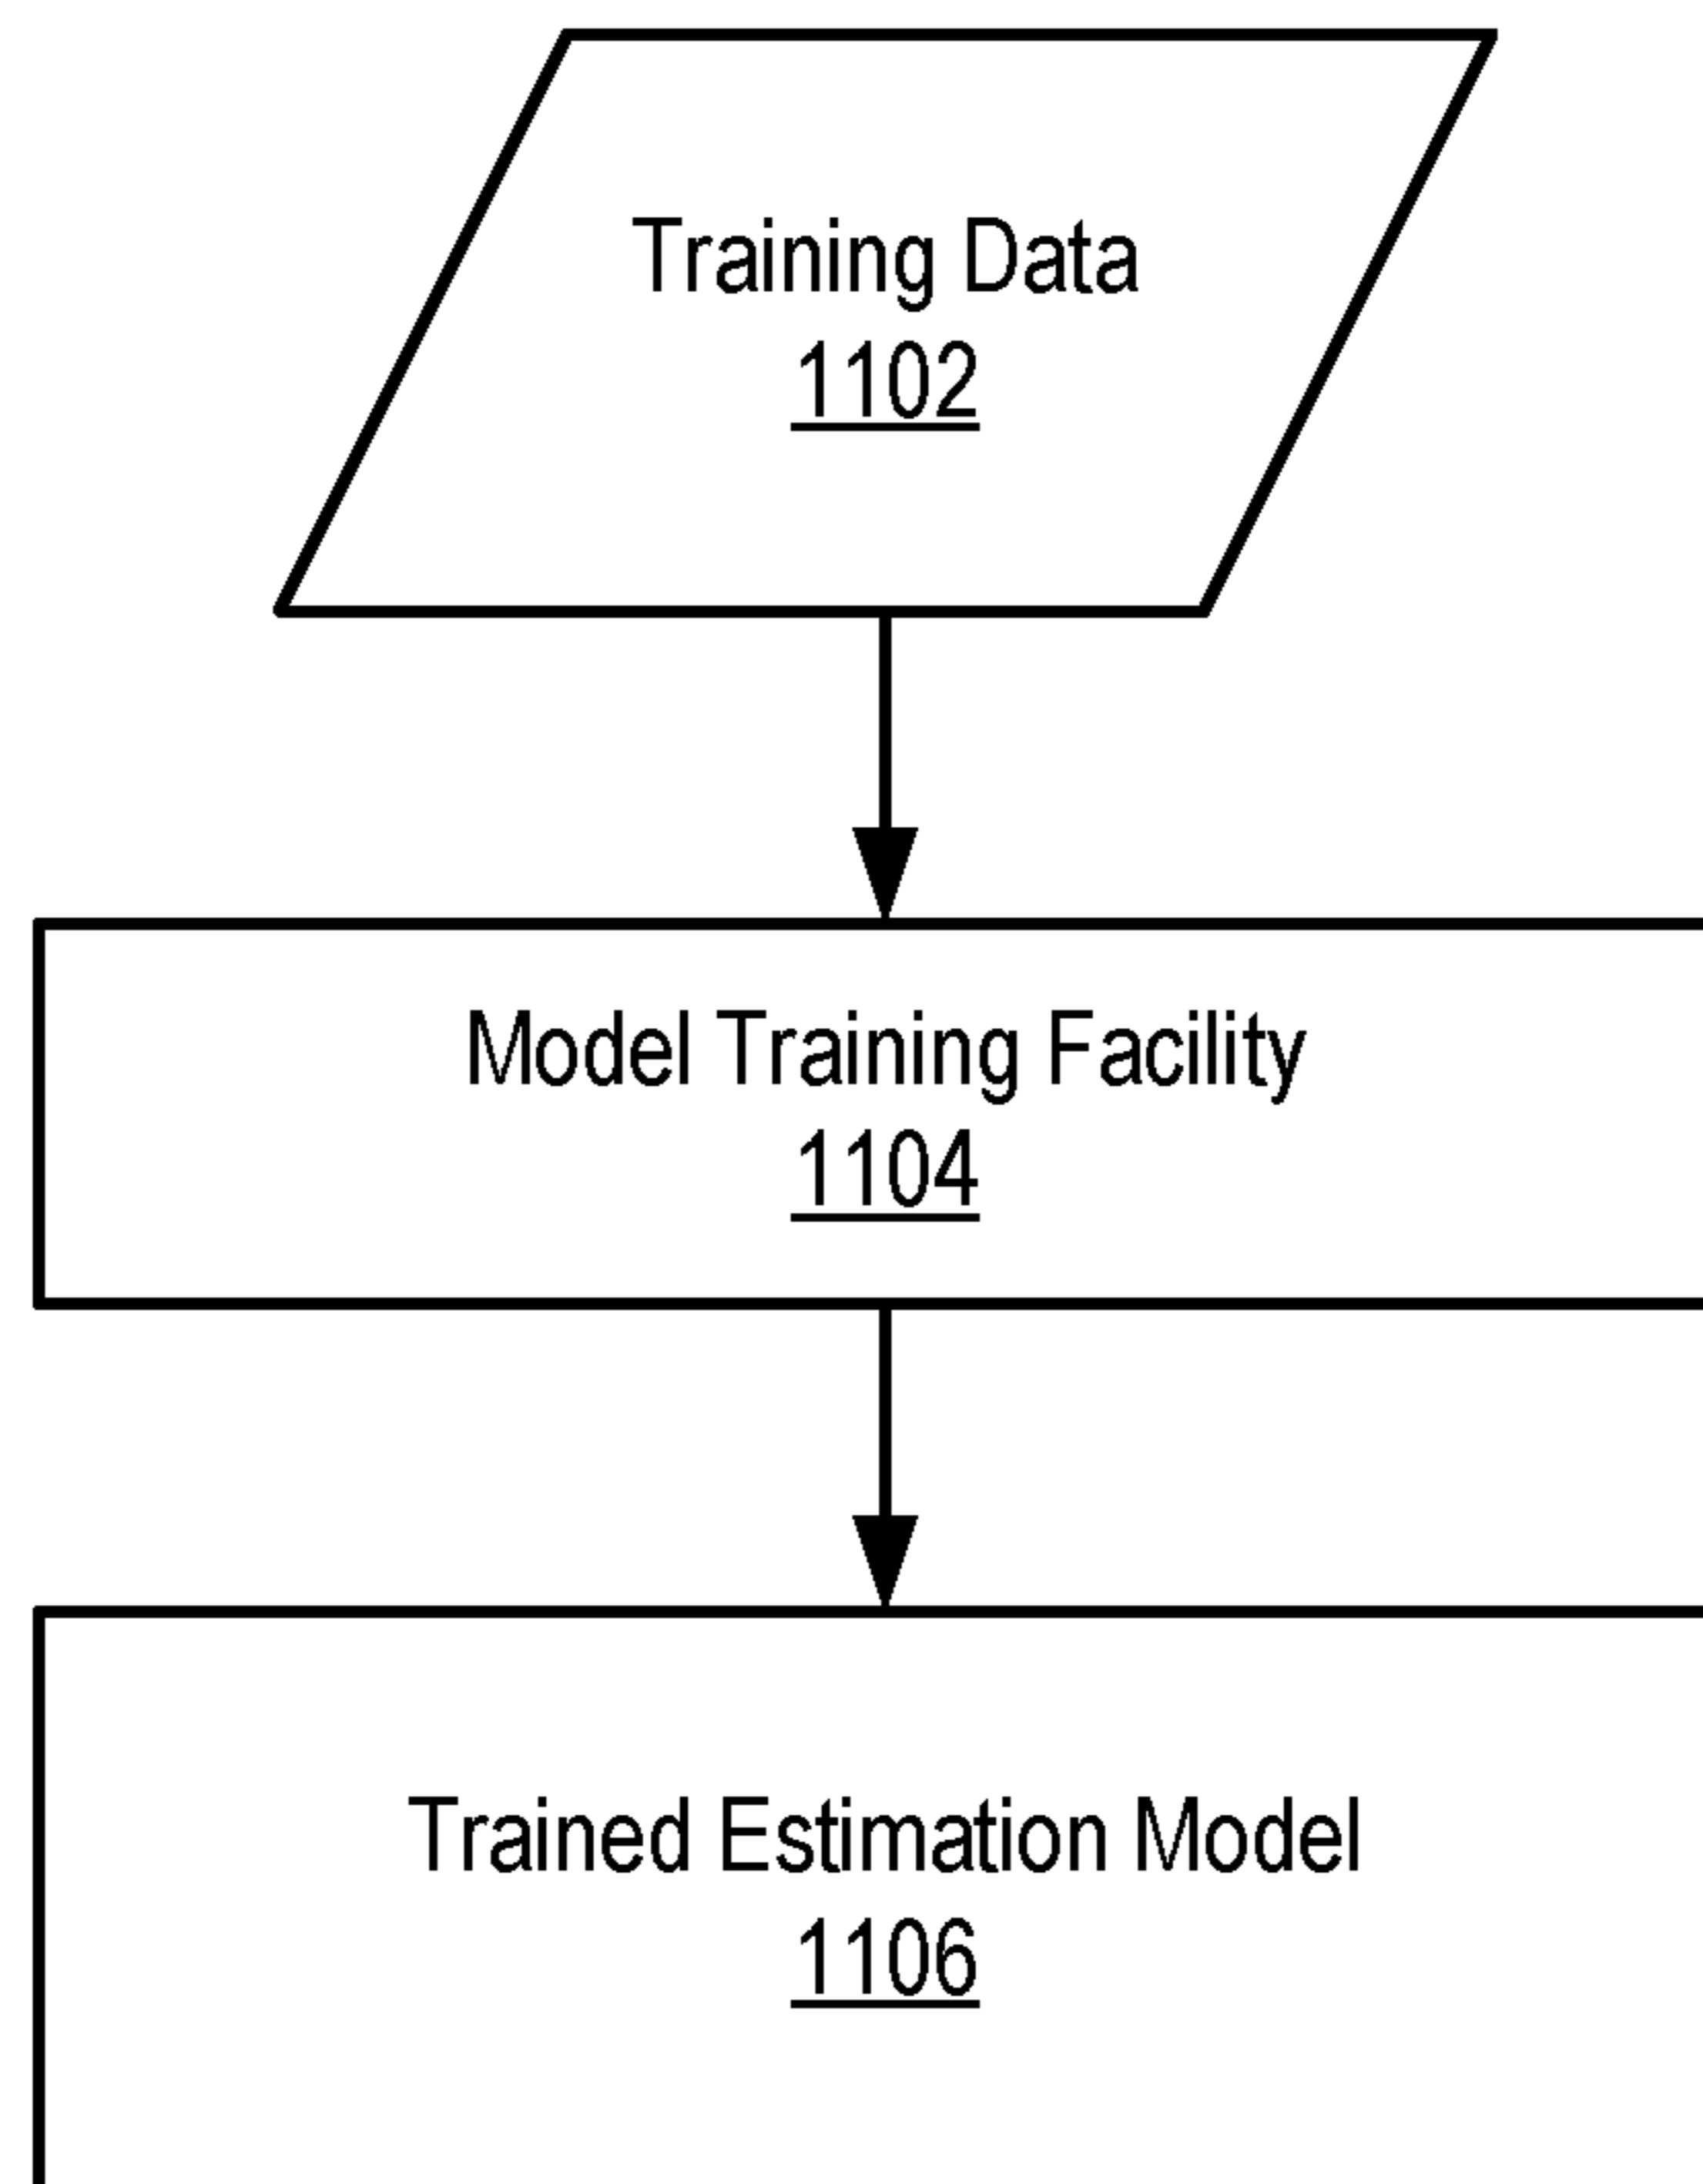 Training Data
1102
Model Training Facility
1104
Trained Estimation Model
1106